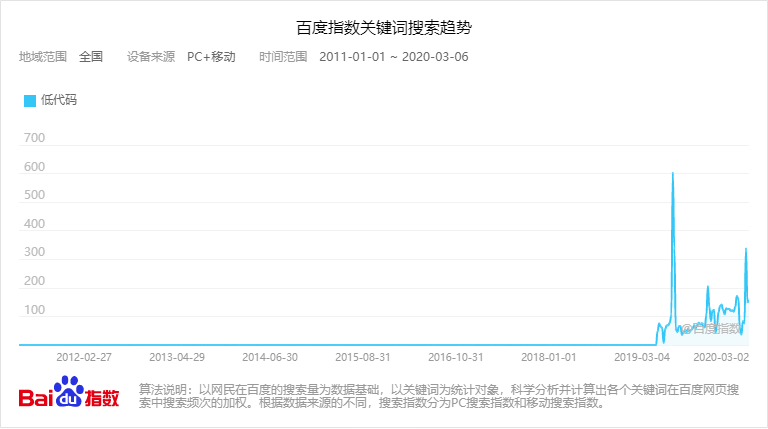 百度指数关键词搜索趋势
地域范围 全国 设备来源 PC+移动 时间范围 2011-01-01 ~ 2020-03-06
低代码
700
600
500
400
300
200
100
@百度指数
2012-02-27 2013-04-29 2014-06-30 2015-08-31 2016-10-31 2018-01-01 2019-03-04 2020-03-02
Bai du 指数
算法说明：以网民在百度的搜索量为数据基础，以关键词为统计对象，科学分析并计算出各个关键词在百度网页搜
索中搜索频次的加权。根据数据来源的不同，搜索指数分为PC搜索指数和移动搜索指数。